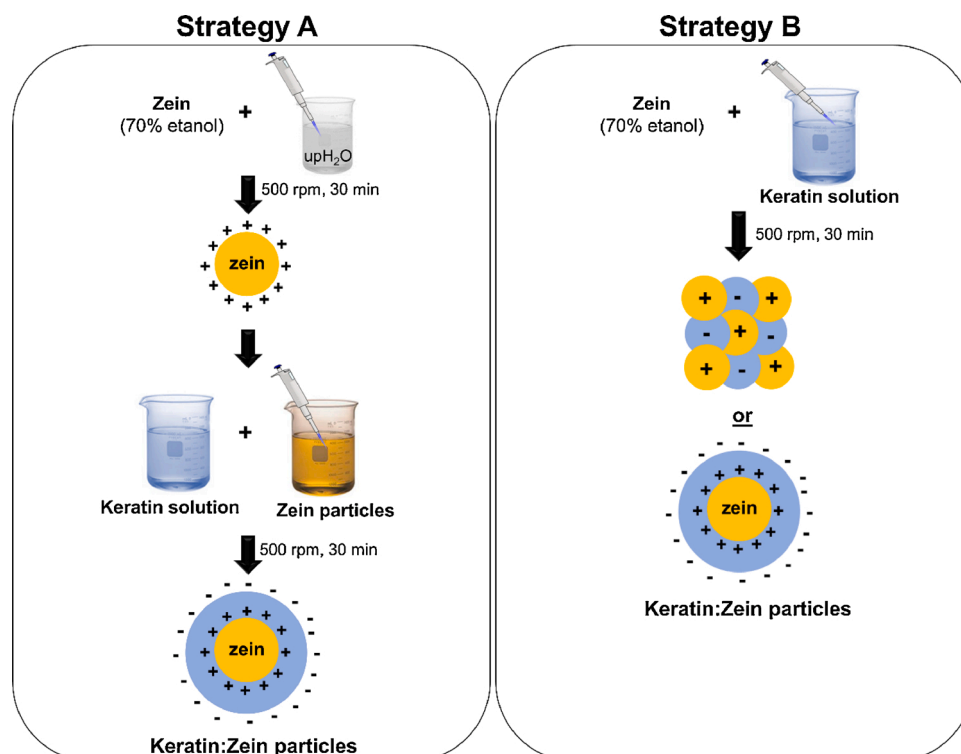 Strategy A
Zein
(70% etanol)
+
upH₂O
500 rpm, 30 min
+ + + + + + + + + + + +
zein
+
Keratin solution
Zein particles
500 rpm, 30 min
zein
Keratin:Zein particles
Strategy B
Zein
(70% etanol)
+
Keratin solution
500 rpm, 30 min
+ - +
- + -
+ - +
or
zein
Keratin:Zein particles